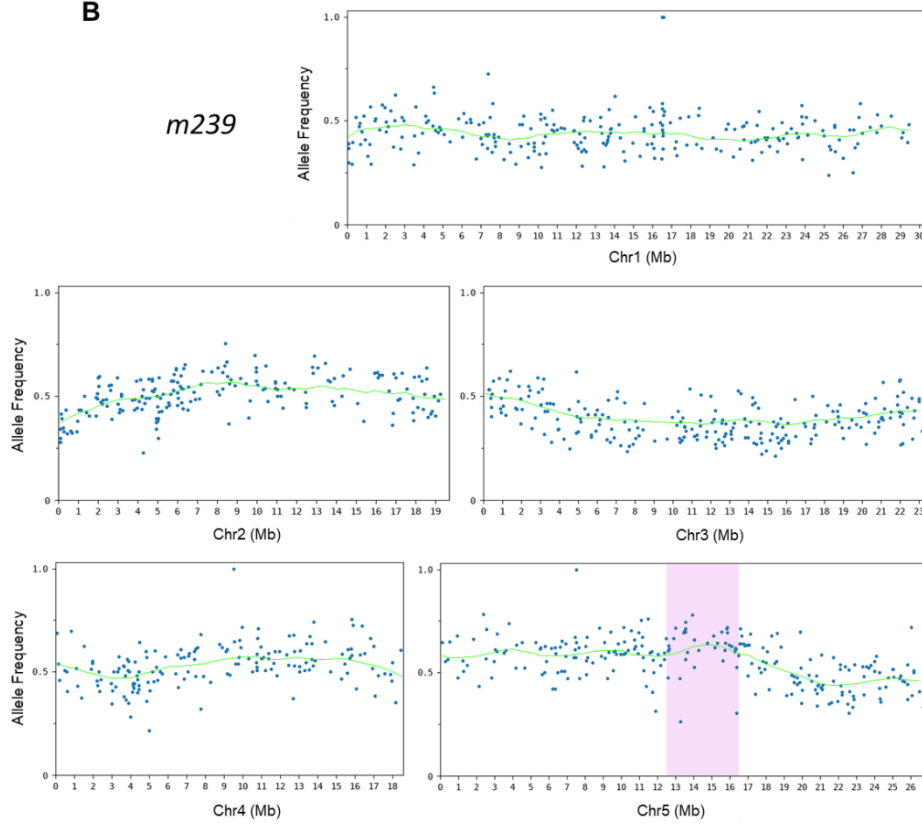 B
m239
Allele Frequency
1.0
0.5
0
0 1 2 3 4 5 6 7 8 9 10 11 12 13 14 15 16 17 18 19 20 21 22 23 24 25 26 27 28 29 30
Chr1 (Mb)
Allele Frequency
1.0
0.5
0
0 1 2 3 4 5 6 7 8 9 10 11 12 13 14 15 16 17 18 19
Chr2 (Mb)
1.0
0.5
0
0 1 2 3 4 5 6 7 8 9 10 11 12 13 14 15 16 17 18 19 20 21 22 23
Chr3 (Mb)
Allele Frequency
1.0
0.5
0
0 1 2 3 4 5 6 7 8 9 10 11 12 13 14 15 16 17 18
Chr4 (Mb)
1.0
0.5
0
0 1 2 3 4 5 6 7 8 9 10 11 12 13 14 15 16 17 18 19 20 21 22 23 24 25 26
Chr5 (Mb)